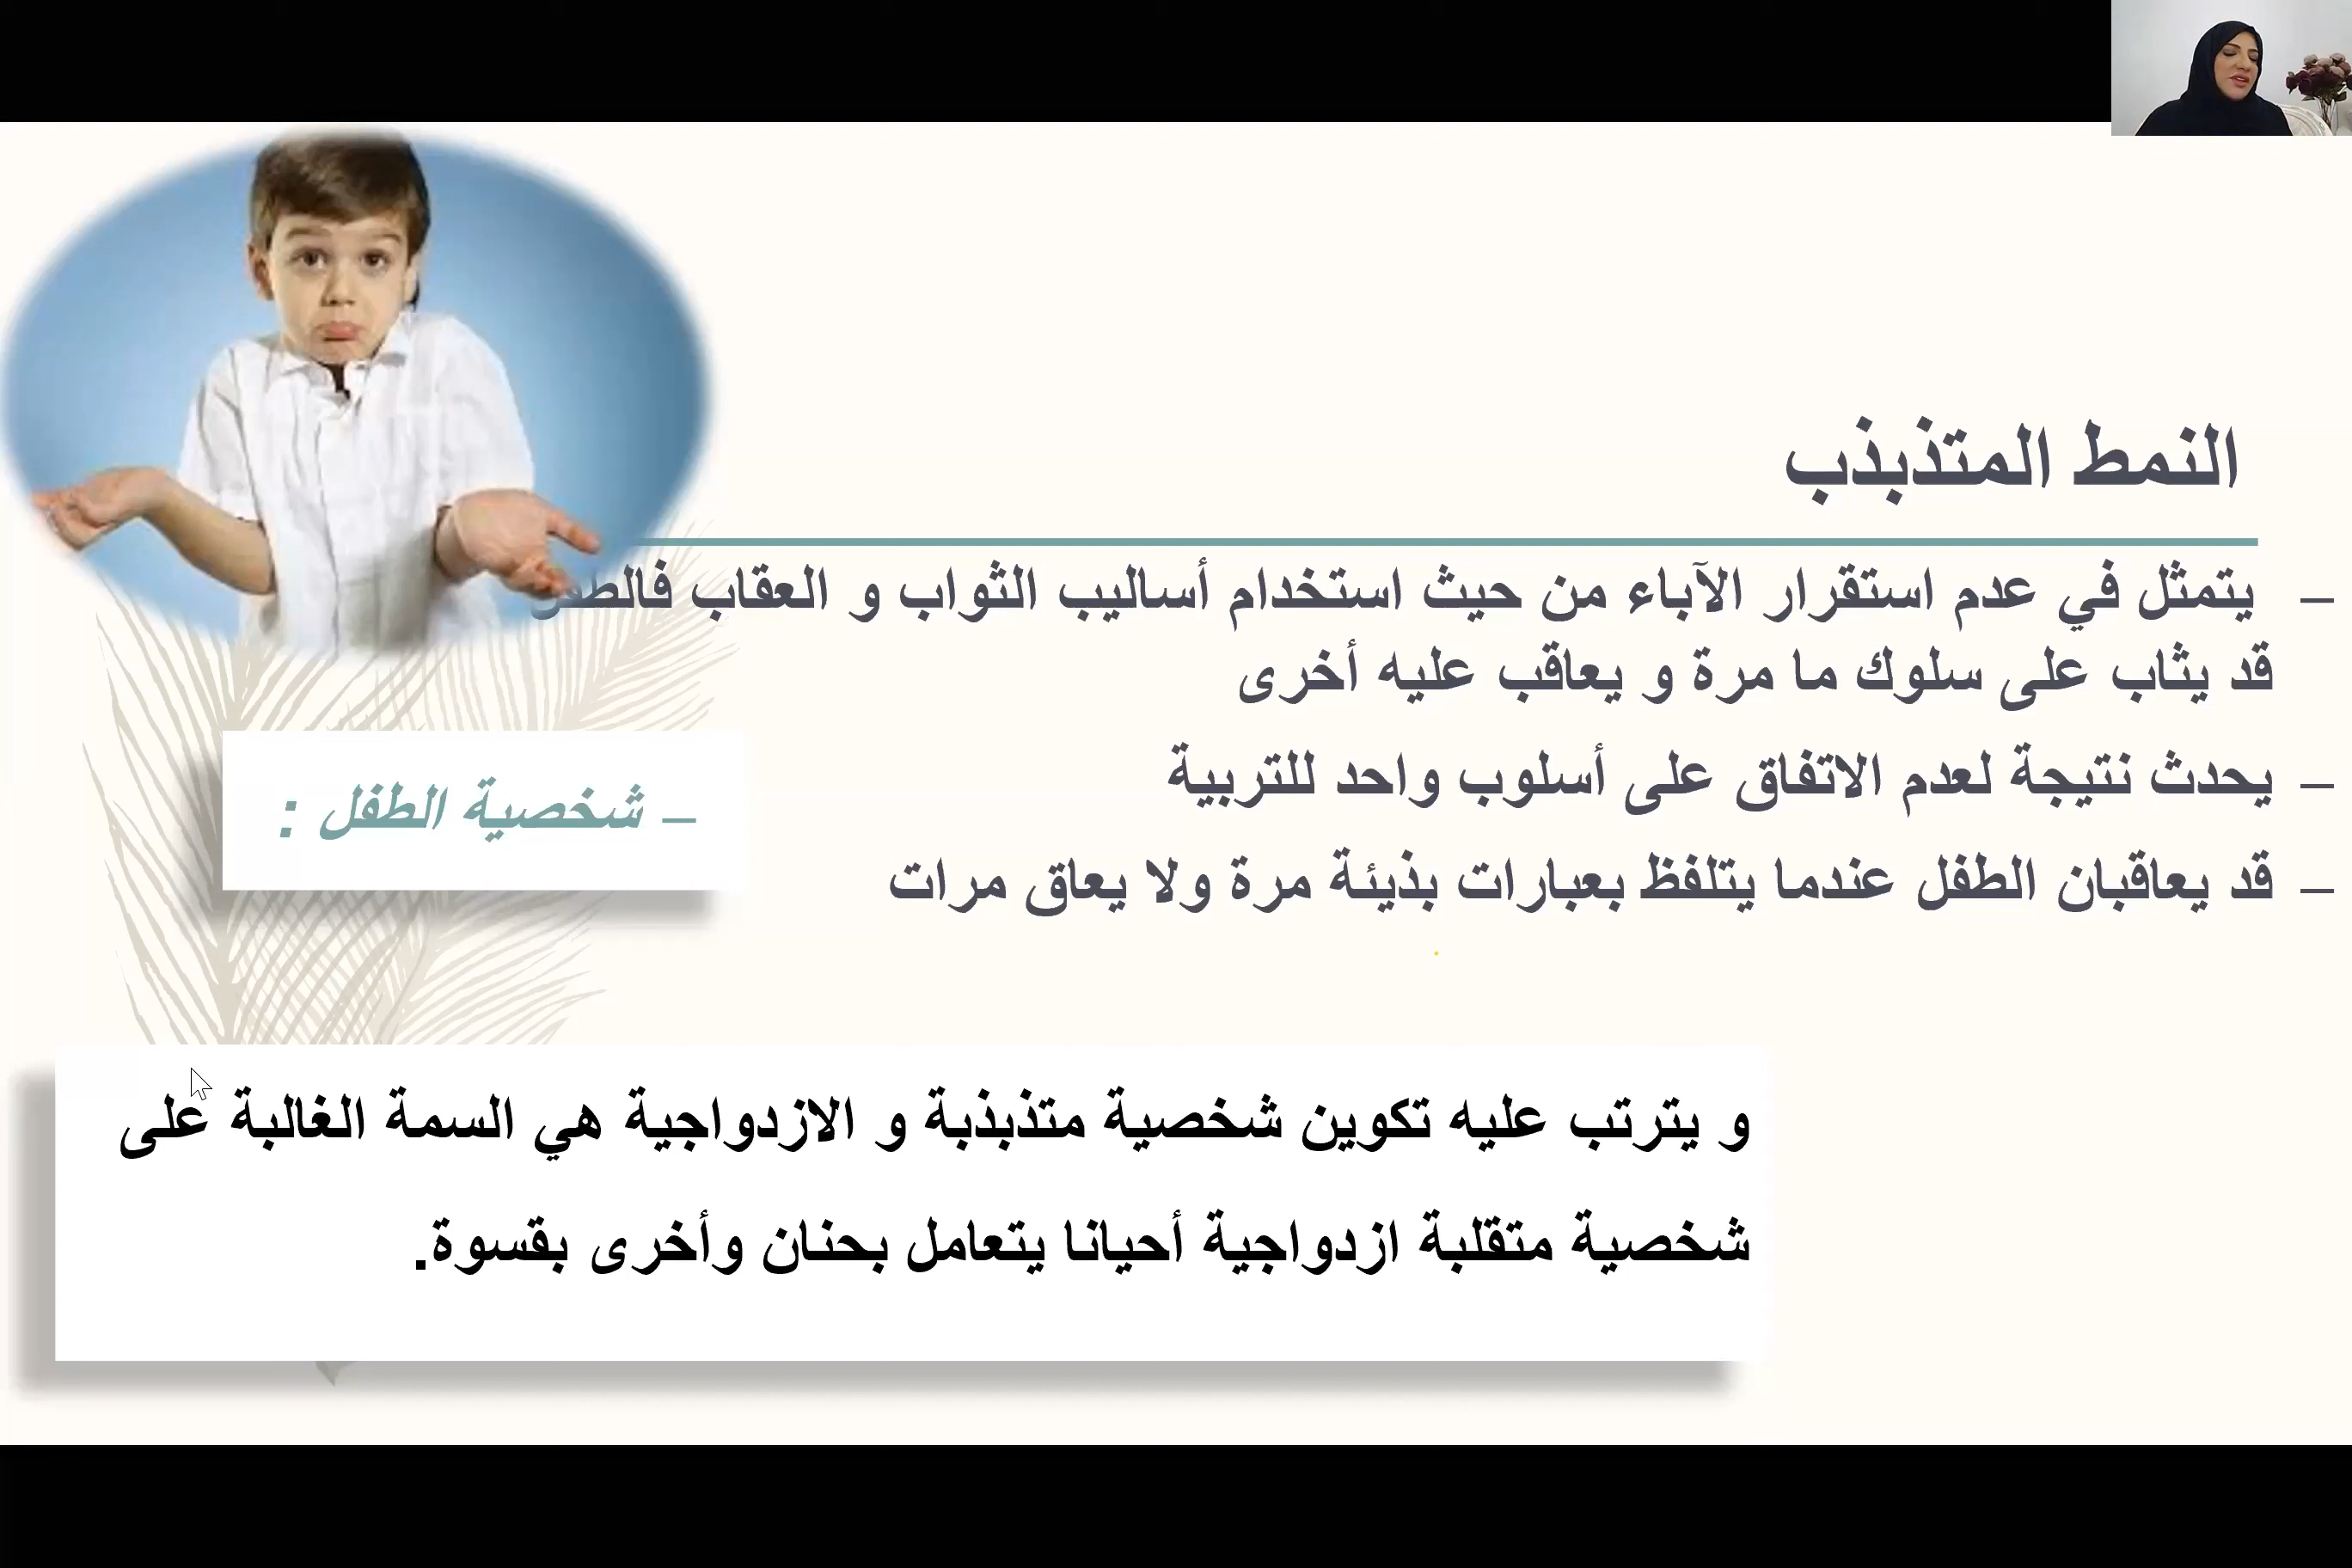 النمط المتذبذب
– يتمثل في عدم استقرار الآباء من حيث استخدام أساليب الثواب و العقاب فالطفل
قد يثاب على سلوك ما مرة و يعاقب عليه أخرى
– يحدث نتيجة لعدم الاتفاق على أسلوب واحد للتربية
– قد يعاقبان الطفل عندما يتلفظ بعبارات بذيئة مرة ولا يعاق مرات
– شخصية الطفل :
و يترتب عليه تكوين شخصية متذبذبة و الازدواجية هي السمة الغالبة على
شخصية متقلبة ازدواجية أحيانا يتعامل بحنان وأخرى بقسوة.